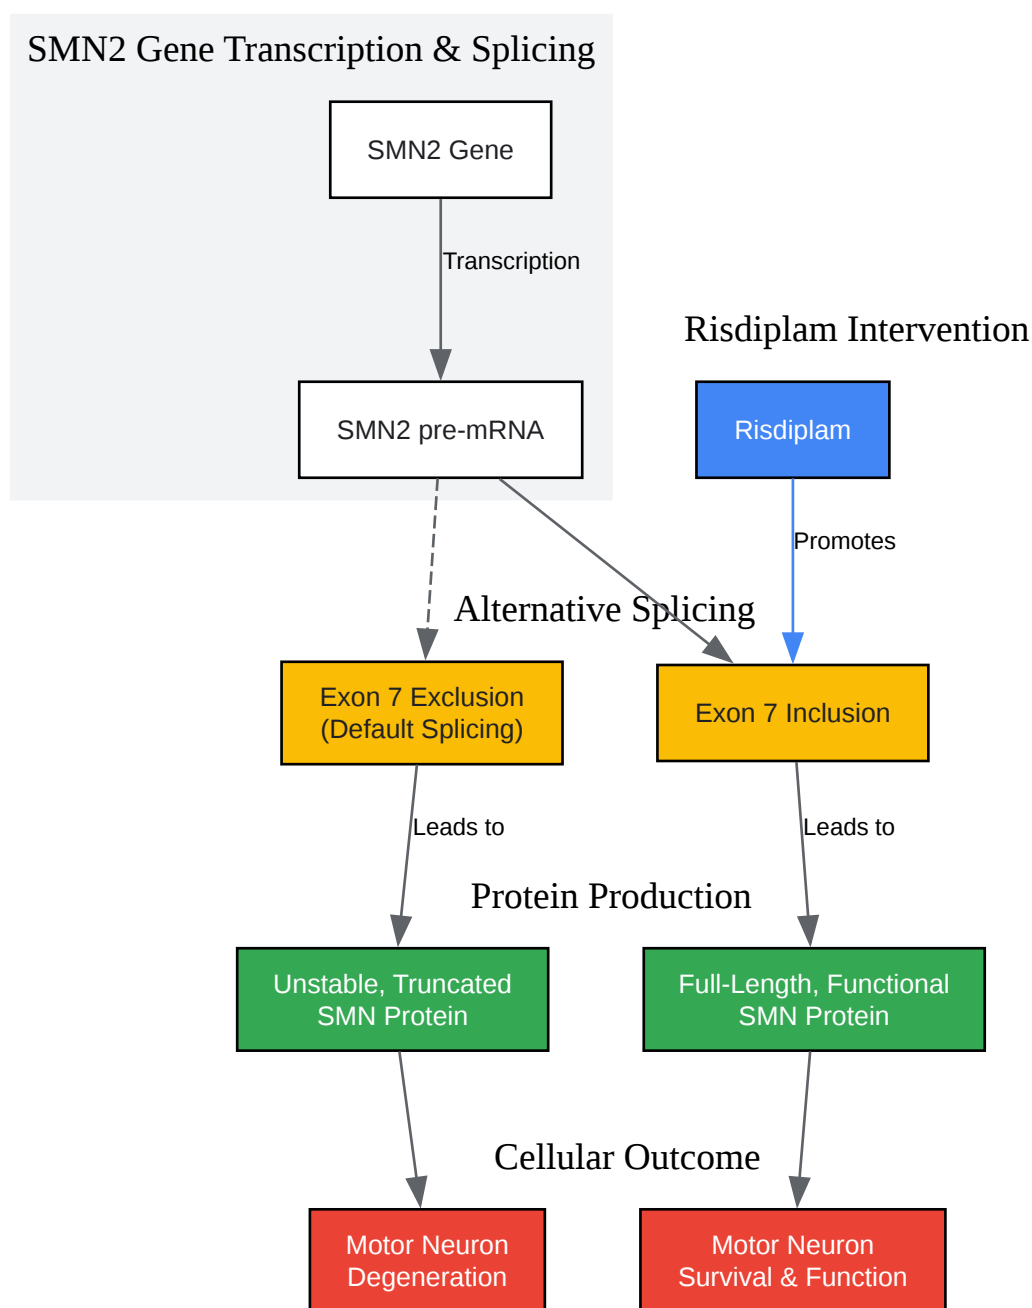 SMN2 Gene Transcription & Splicing
SMN2 Gene
Transcription
Risdiplam Intervention
SMN2 pre-mRNA
Risdiplam
Promotes
Alternative Splicing
Exon 7 Exclusion
(Default Splicing)
Exon 7 Inclusion
Leads to
Leads to
Protein Production
Unstable, Truncated
SMN Protein
Full-Length, Functional
SMN Protein
Cellular Outcome
Motor Neuron
Degeneration
Motor Neuron
Survival & Function